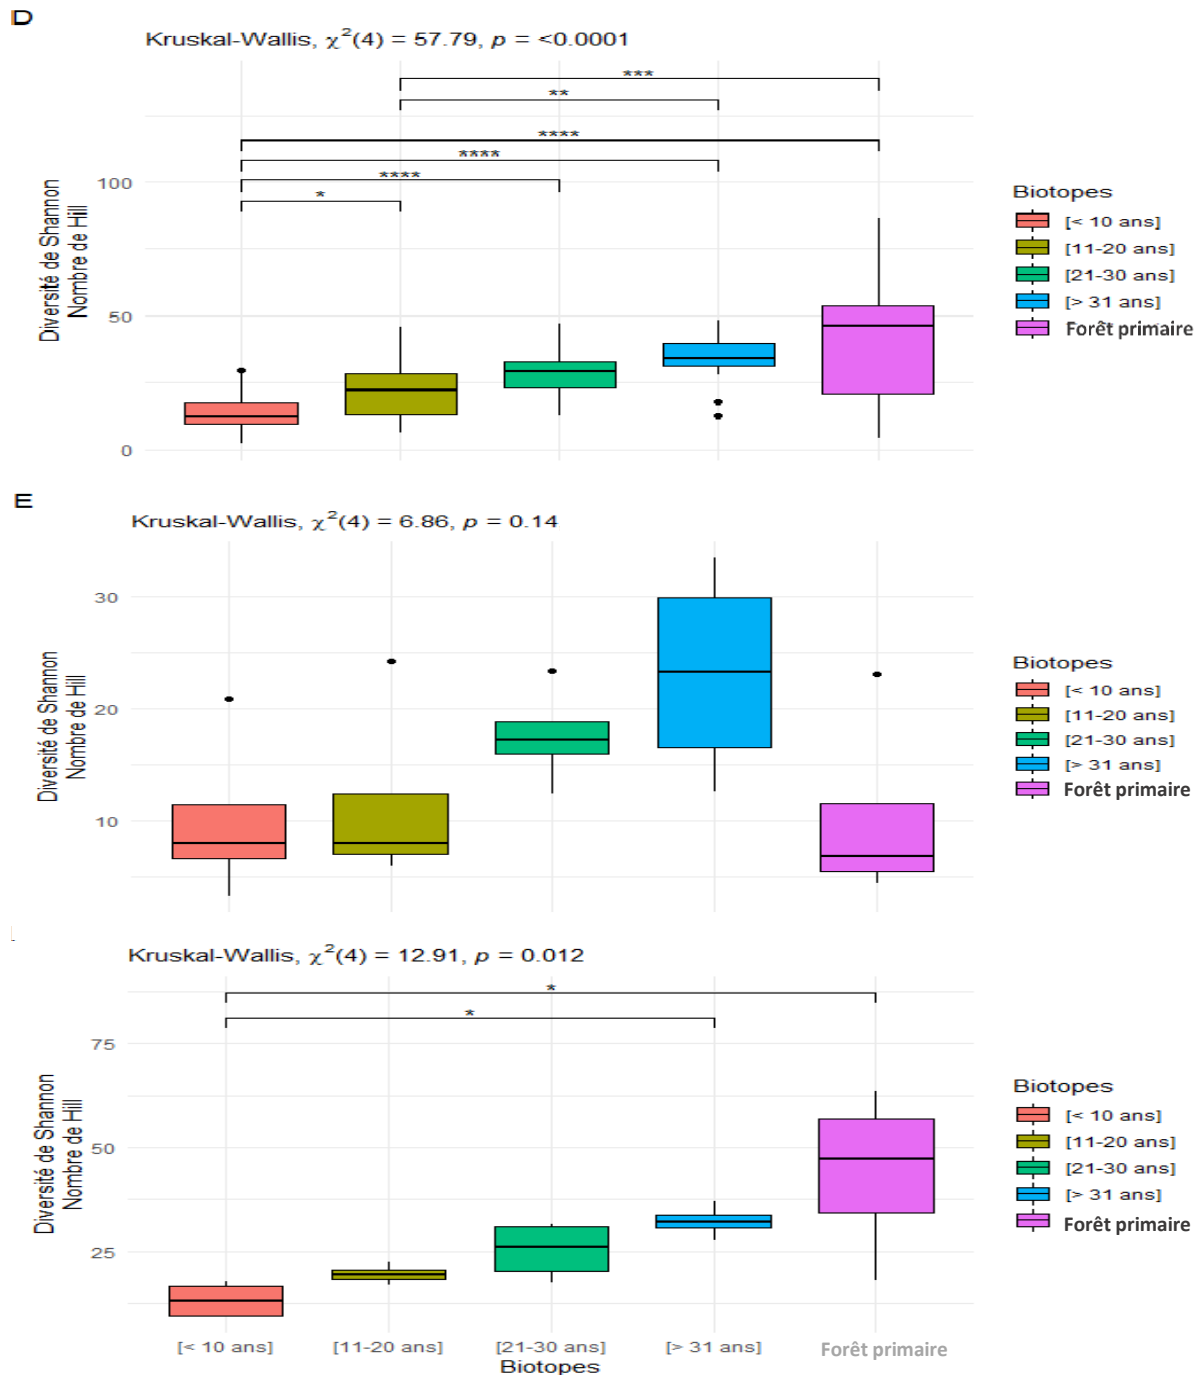 D
Kruskal-Wallis, χ²(4) = 57.79, p = <0.0001
***
**
****
****
****
*
100
50
0
Diversité de Shannon
Nombre de Hill
Biotopes
[< 10 ans]
[11-20 ans]
[21-30 ans]
[> 31 ans]
Forêt primaire
E
Kruskal-Wallis, χ²(4) = 6.86, p = 0.14
30
20
10
Diversité de Shannon
Nombre de Hill
Biotopes
[< 10 ans]
[11-20 ans]
[21-30 ans]
[> 31 ans]
Forêt primaire
Kruskal-Wallis, χ²(4) = 12.91, p = 0.012
*
*
75
50
25
Diversité de Shannon
Nombre de Hill
Biotopes
[< 10 ans]
[11-20 ans]
[21-30 ans]
[> 31 ans]
Forêt primaire
[< 10 ans] [11-20 ans] [21-30 ans] [> 31 ans] Forêt primaire
Biotopes